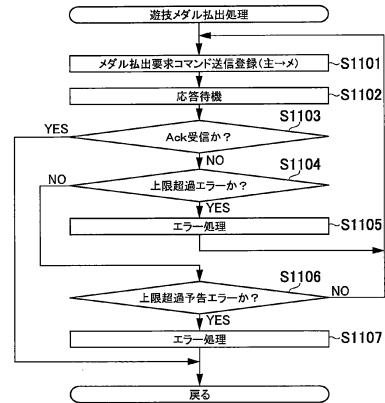 遊技メダル払出処理
メダル払出要求コマンド送信登録(主→メ)
S1101
応答待機
S1102
S1103
YES
Ack受信か?
NO
S1104
NO
上限超過エラーか?
YES
エラー処理
S1105
S1106
上限超過予告エラーか?
NO
YES
エラー処理
S1107
戻る